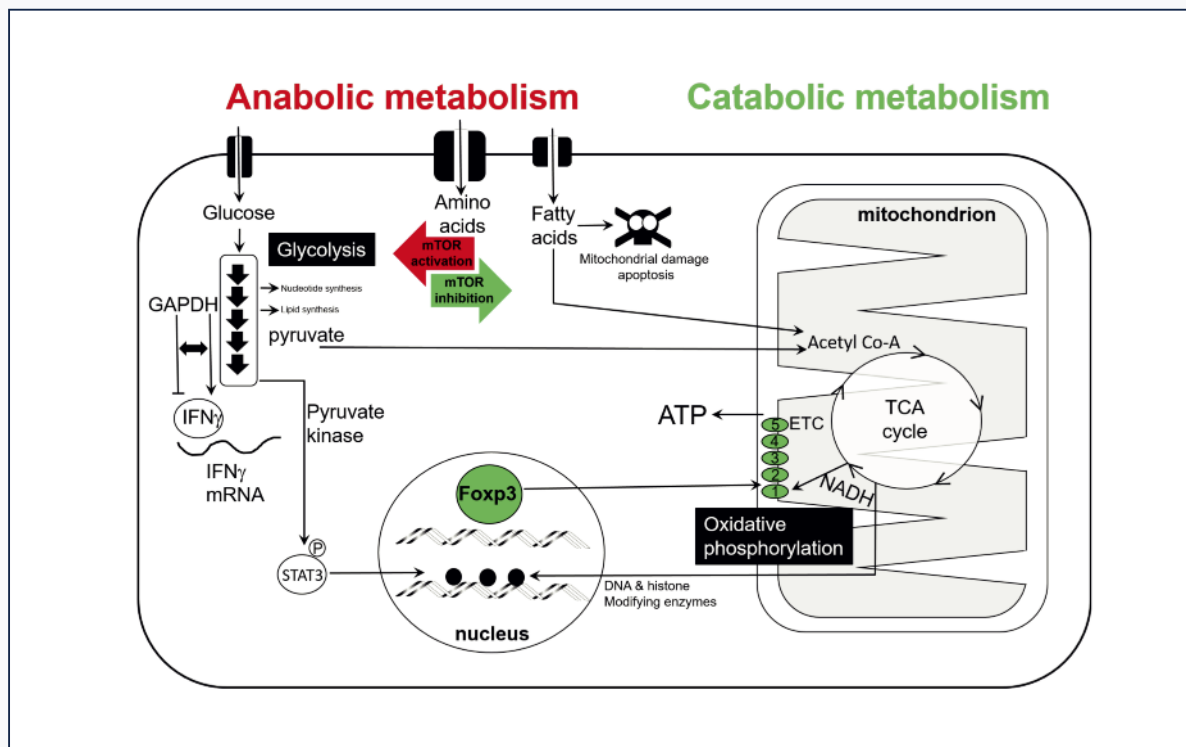 Anabolic metabolism
Catabolic metabolism
Glucose
Amino
acids
Fatty
acids
mitochondrion
Glycolysis
mTOR
activation
mTOR
inhibition
Mitochondrial damage
apoptosis
Nucleotide synthesis
GAPDH
Lipid synthesis
pyruvate
Acetyl Co-A
IFNγ
Pyruvate
kinase
ATP
5
ETC
4
3
2
1
TCA
cycle
NADH
IFNγ
mRNA
Foxp3
Oxidative
phosphorylation
P
STAT3
DNA & histone
Modifying enzymes
nucleus